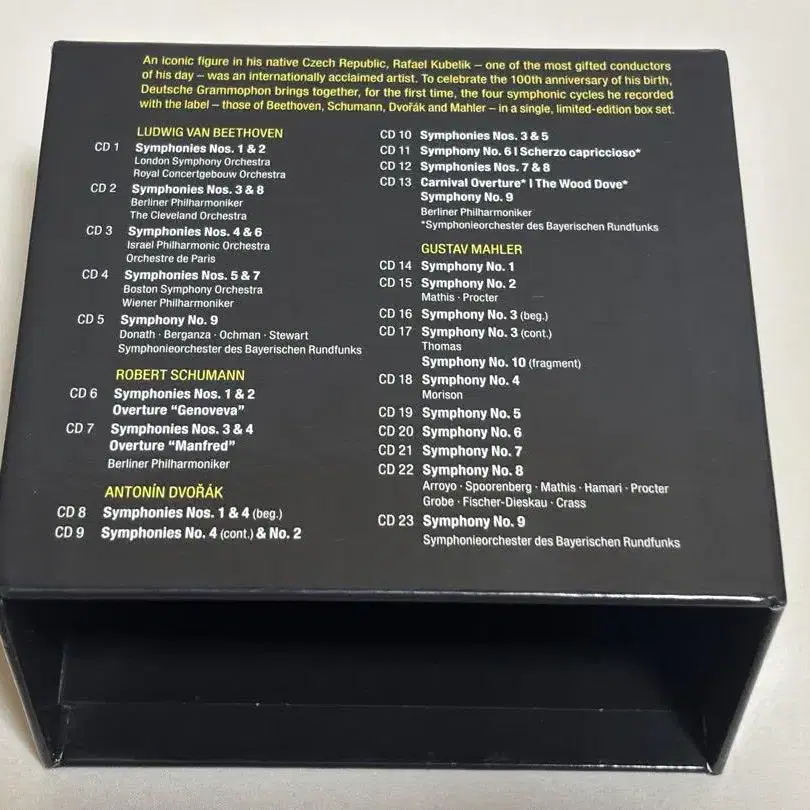 An iconic figure in his native Czech Republic, Rafael Kubelik – one of the most gifted conductors
of his day – was an internationally acclaimed artist. To celebrate the 100th anniversary of his birth,
Deutsche Grammophon brings together, for the first time, the four symphonic cycles he recorded
with the label – those of Beethoven, Schumann, Dvořák and Mahler – in a single, limited-edition box set.
LUDWIG VAN BEETHOVEN
CD 1 Symphonies Nos. 1 & 2
London Symphony Orchestra
Royal Concertgebouw Orchestra
CD 2 Symphonies Nos. 3 & 8
Berliner Philharmoniker
The Cleveland Orchestra
CD 3 Symphonies Nos. 4 & 6
Israel Philharmonic Orchestra
Orchestre de Paris
CD 4 Symphonies Nos. 5 & 7
Boston Symphony Orchestra
Wiener Philharmoniker
CD 5 Symphony No. 9
Donath · Berganza · Ochman · Stewart
Symphonieorchester des Bayerischen Rundfunks
ROBERT SCHUMANN
CD 6 Symphonies Nos. 1 & 2
Overture “Genoveva”
CD 7 Symphonies Nos. 3 & 4
Overture “Manfred”
Berliner Philharmoniker
ANTONÍN DVOŘÁK
CD 8 Symphonies Nos. 1 & 4 (beg.)
CD 9 Symphonies No. 4 (cont.) & No. 2
CD 10 Symphonies Nos. 3 & 5
CD 11 Symphony No. 6 | Scherzo capriccioso*
CD 12 Symphonies Nos. 7 & 8
CD 13 Carnival Overture* | The Wood Dove*
Symphony No. 9
Berliner Philharmoniker
*Symphonieorchester des Bayerischen Rundfunks
GUSTAV MAHLER
CD 14 Symphony No. 1
CD 15 Symphony No. 2
Mathis · Procter
CD 16 Symphony No. 3 (beg.)
CD 17 Symphony No. 3 (cont.)
Thomas
Symphony No. 10 (fragment)
CD 18 Symphony No. 4
Morison
CD 19 Symphony No. 5
CD 20 Symphony No. 6
CD 21 Symphony No. 7
CD 22 Symphony No. 8
Arroyo · Spoorenberg · Mathis · Hamari · Procter
Grobe · Fischer-Dieskau · Crass
CD 23 Symphony No. 9
Symphonieorchester des Bayerischen Rundfunks